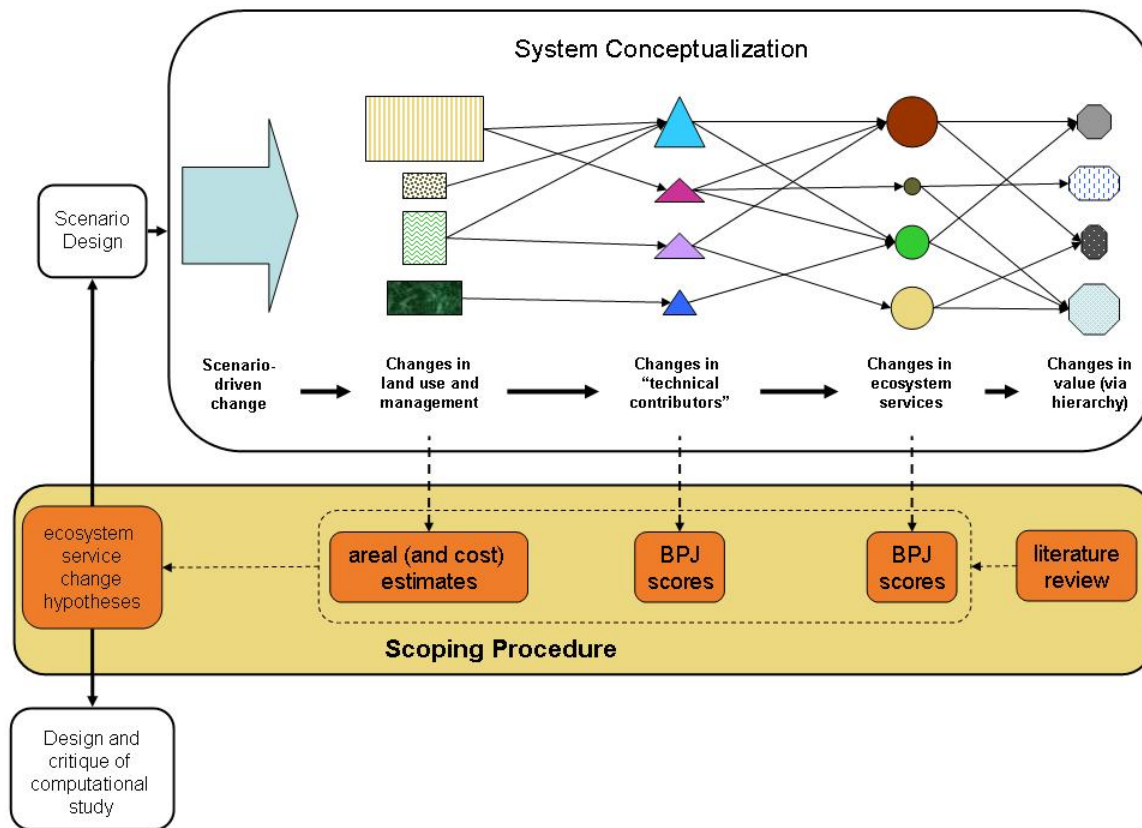 System Conceptualization
Scenario
Design
Scenario-
driven
change
Changes in
land use and
management
Changes in
“technical
contributors”
Changes in
ecosystem
services
Changes in
value (via
hierarchy)
ecosystem
service
change
hypotheses
areal (and cost)
estimates
BPJ
scores
BPJ
scores
literature
review
Scoping Procedure
Design and
critique of
computational
study